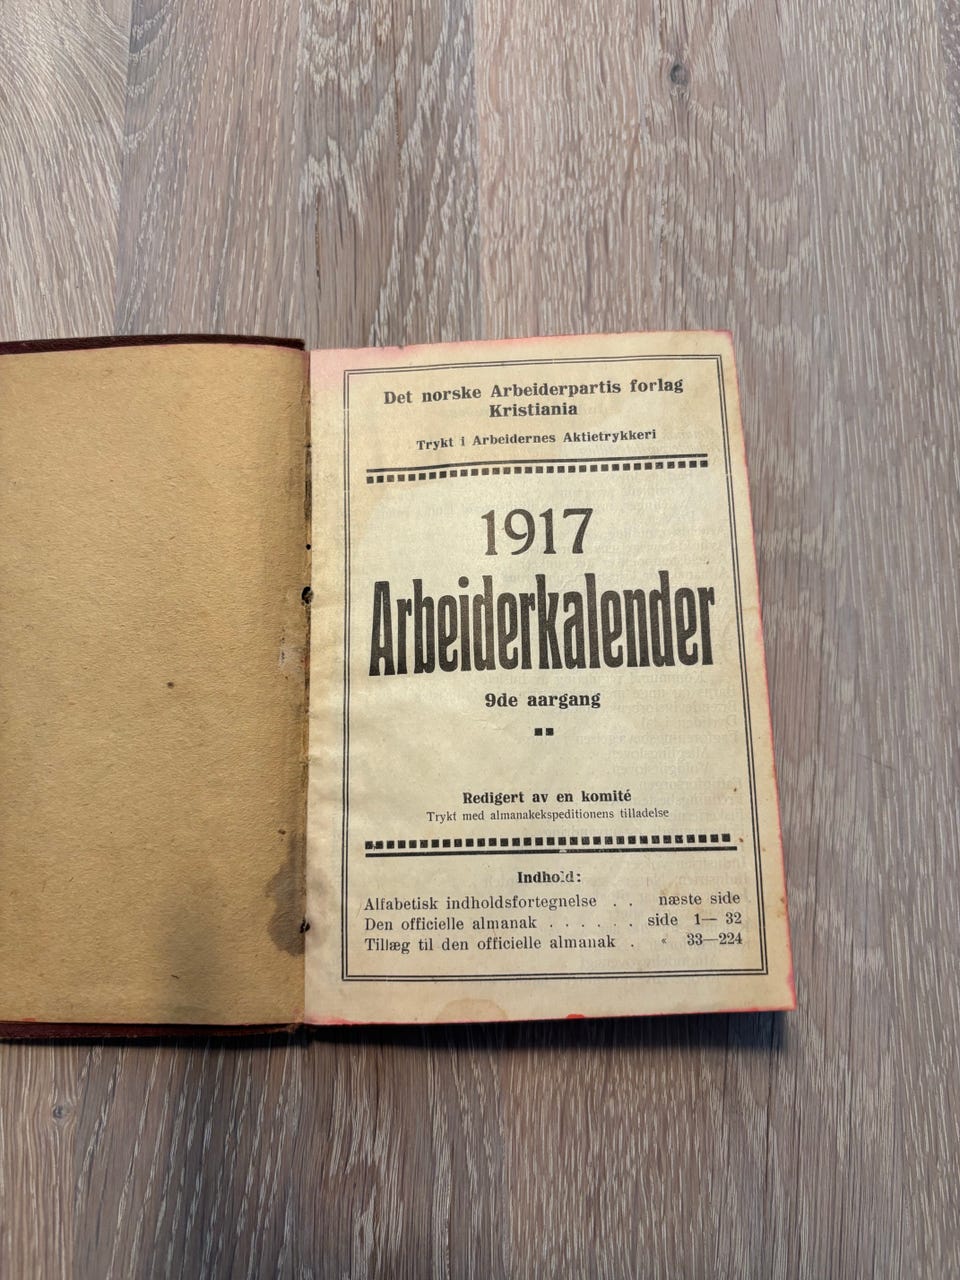 Det norske Arbeiderpartis forlag
Kristiania
Trykt i Arbeidernes Aktietrykkeri
1917
Arbeiderkalender
9de aargang
Redigert av en komité
Trykt med almanakekspeditionens tilladelse
Indhold:
Alfabetisk indholdsfortegnelse . . næste side
Den officielle almanak . . . . . . side 1— 32
Tillæg til den officielle almanak . « 33—224